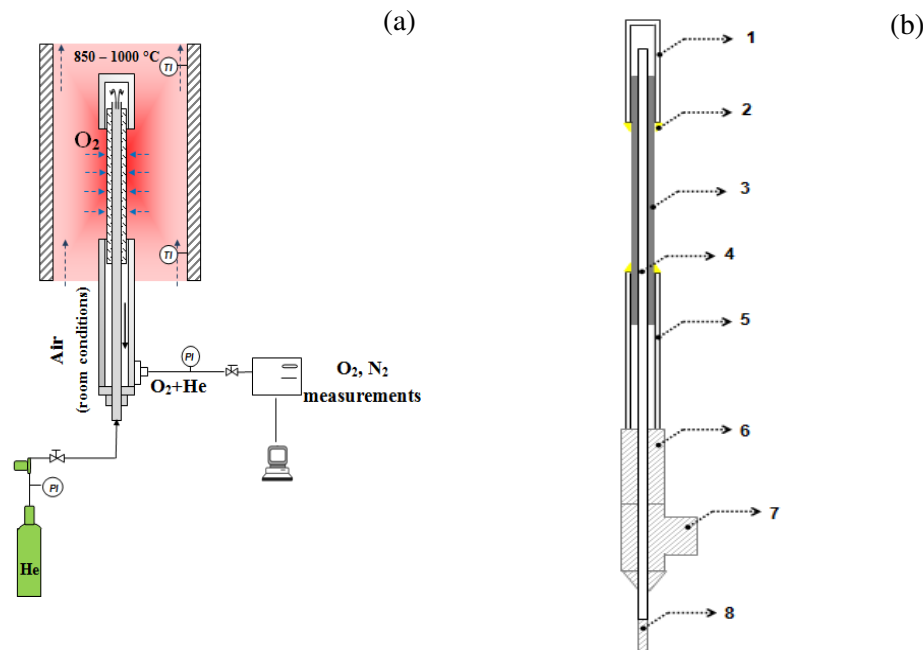 (a)
850 – 1000 °C
TI
O2
TI
Air
(room conditions)
PI
O2+He
O2, N2
measurements
PI
He
(b)
1
2
3
4
5
6
7
8